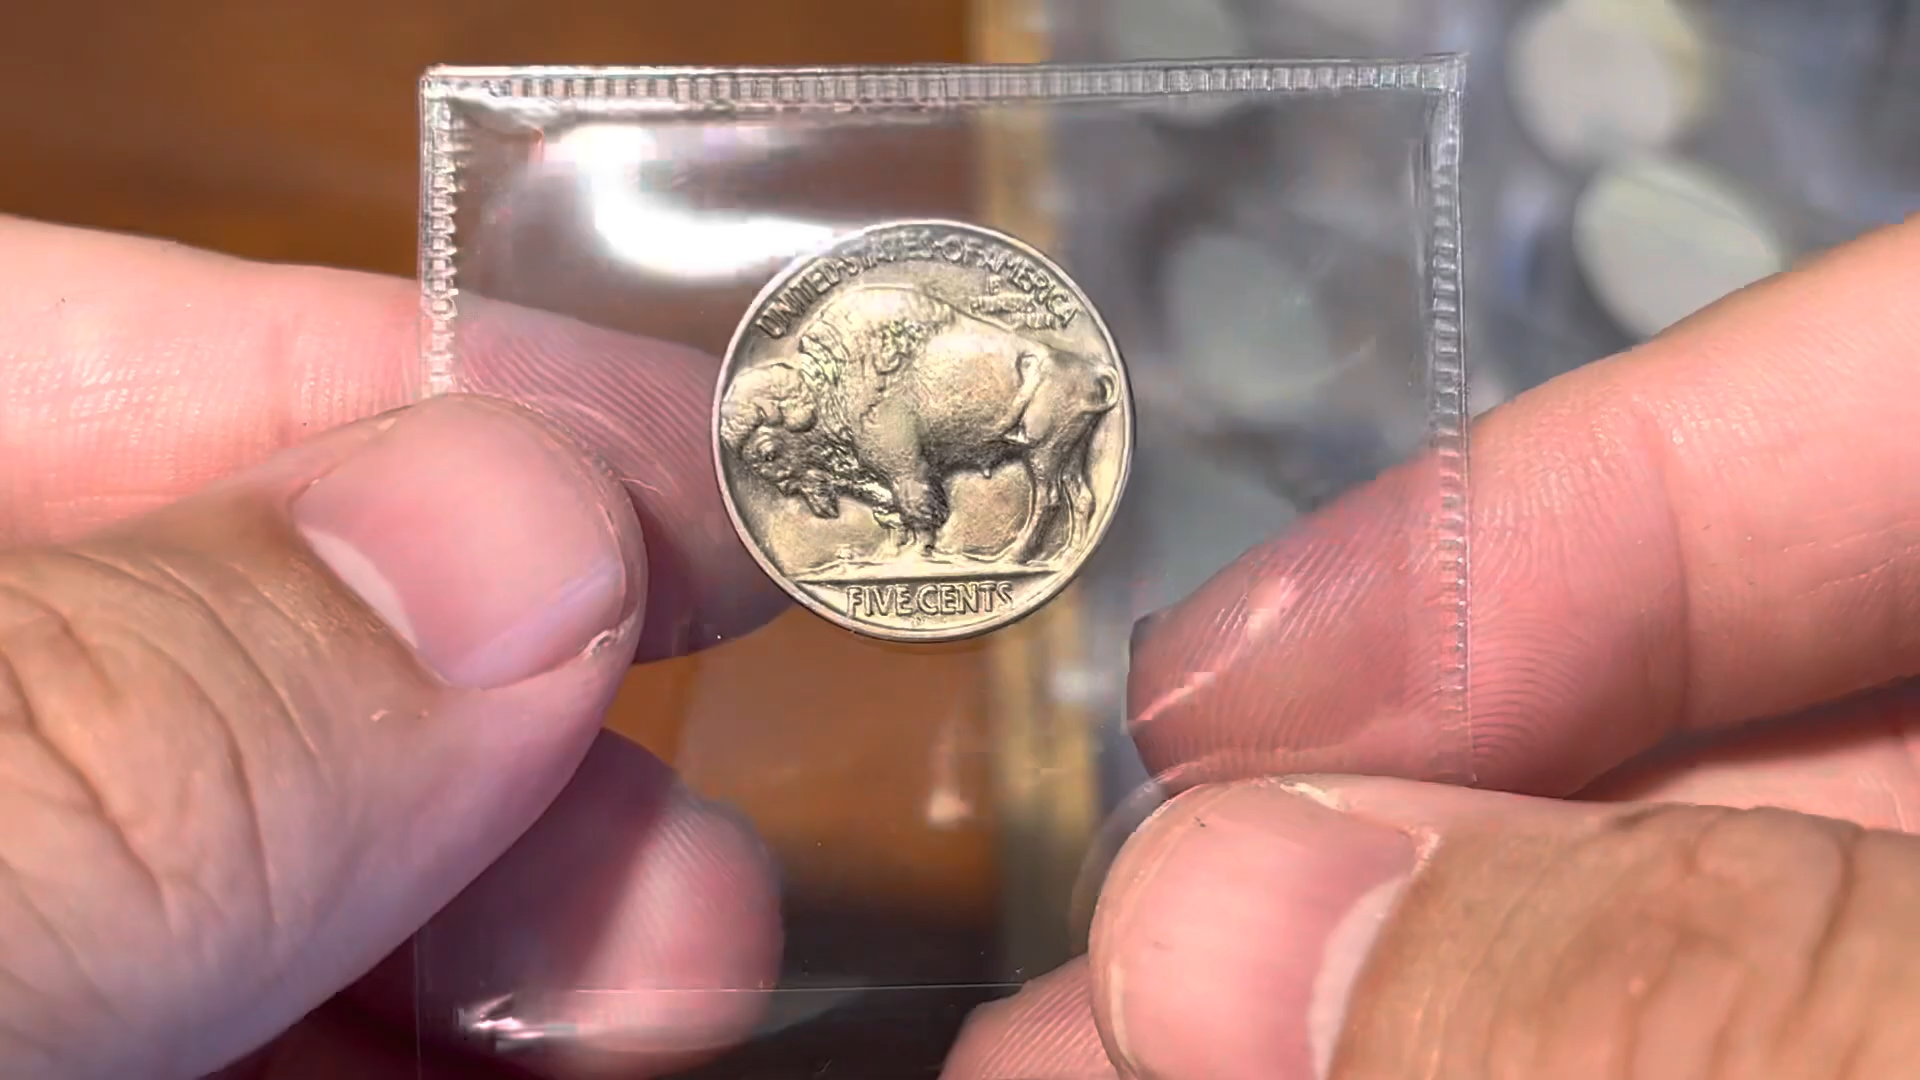 UNITED·STATES·OF·AMERICA
E
PLURIBUS
UNUM
FIVE CENTS